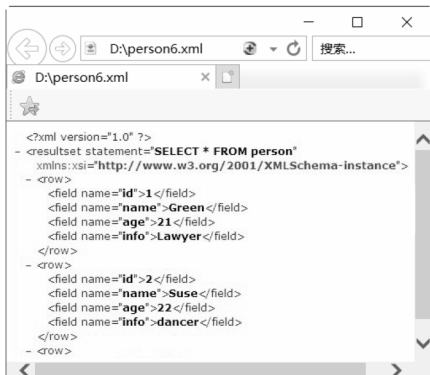 D:\person6.xml
搜索...
D:\person6.xml
<?xml version="1.0" ?>
- <resultset statement="SELECT * FROM person"
xmlns:xsi="http://www.w3.org/2001/XMLSchema-instance">
- <row>
<field name="id">1</field>
<field name="name">Green</field>
<field name="age">21</field>
<field name="info">Lawyer</field>
</row>
- <row>
<field name="id">2</field>
<field name="name">Suse</field>
<field name="age">22</field>
<field name="info">dancer</field>
</row>
- <row>